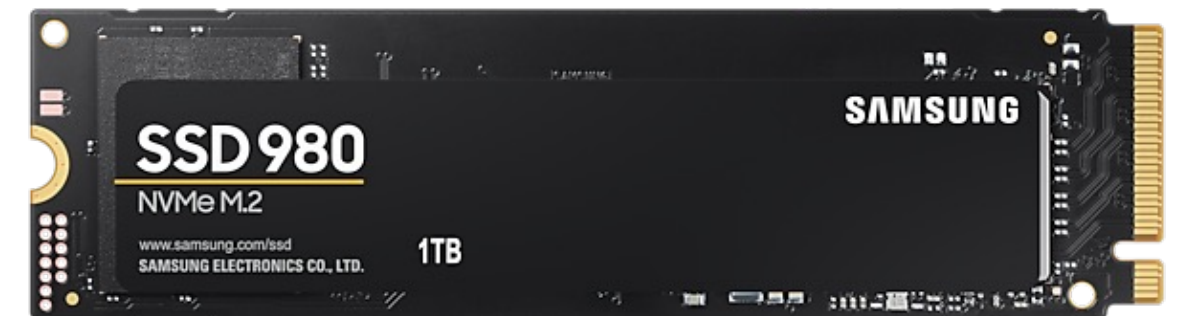 SAMSUNG
SSD 980
NVMe M.2
www.samsung.com/ssd
SAMSUNG ELECTRONICS CO., LTD.
1TB